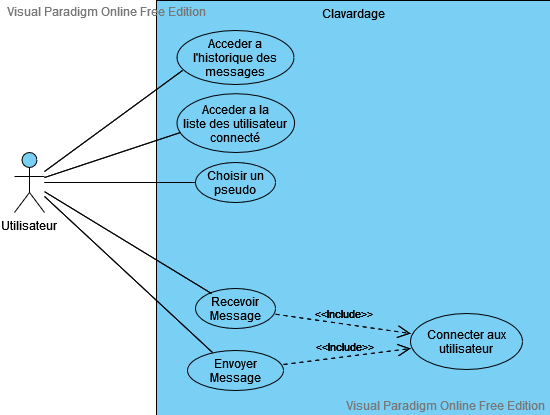 Visual Paradigm Online Free Edition
Clavardage
Acceder a
l'historique des
messages
Acceder a la
liste des utilisateur
connecté
Choisir un
pseudo
Utilisateur
Recevoir
Message
<<Include>>
Connecter aux
utilisateur
<<Include>>
Envoyer
Message
Visual Paradigm Online Free Edition